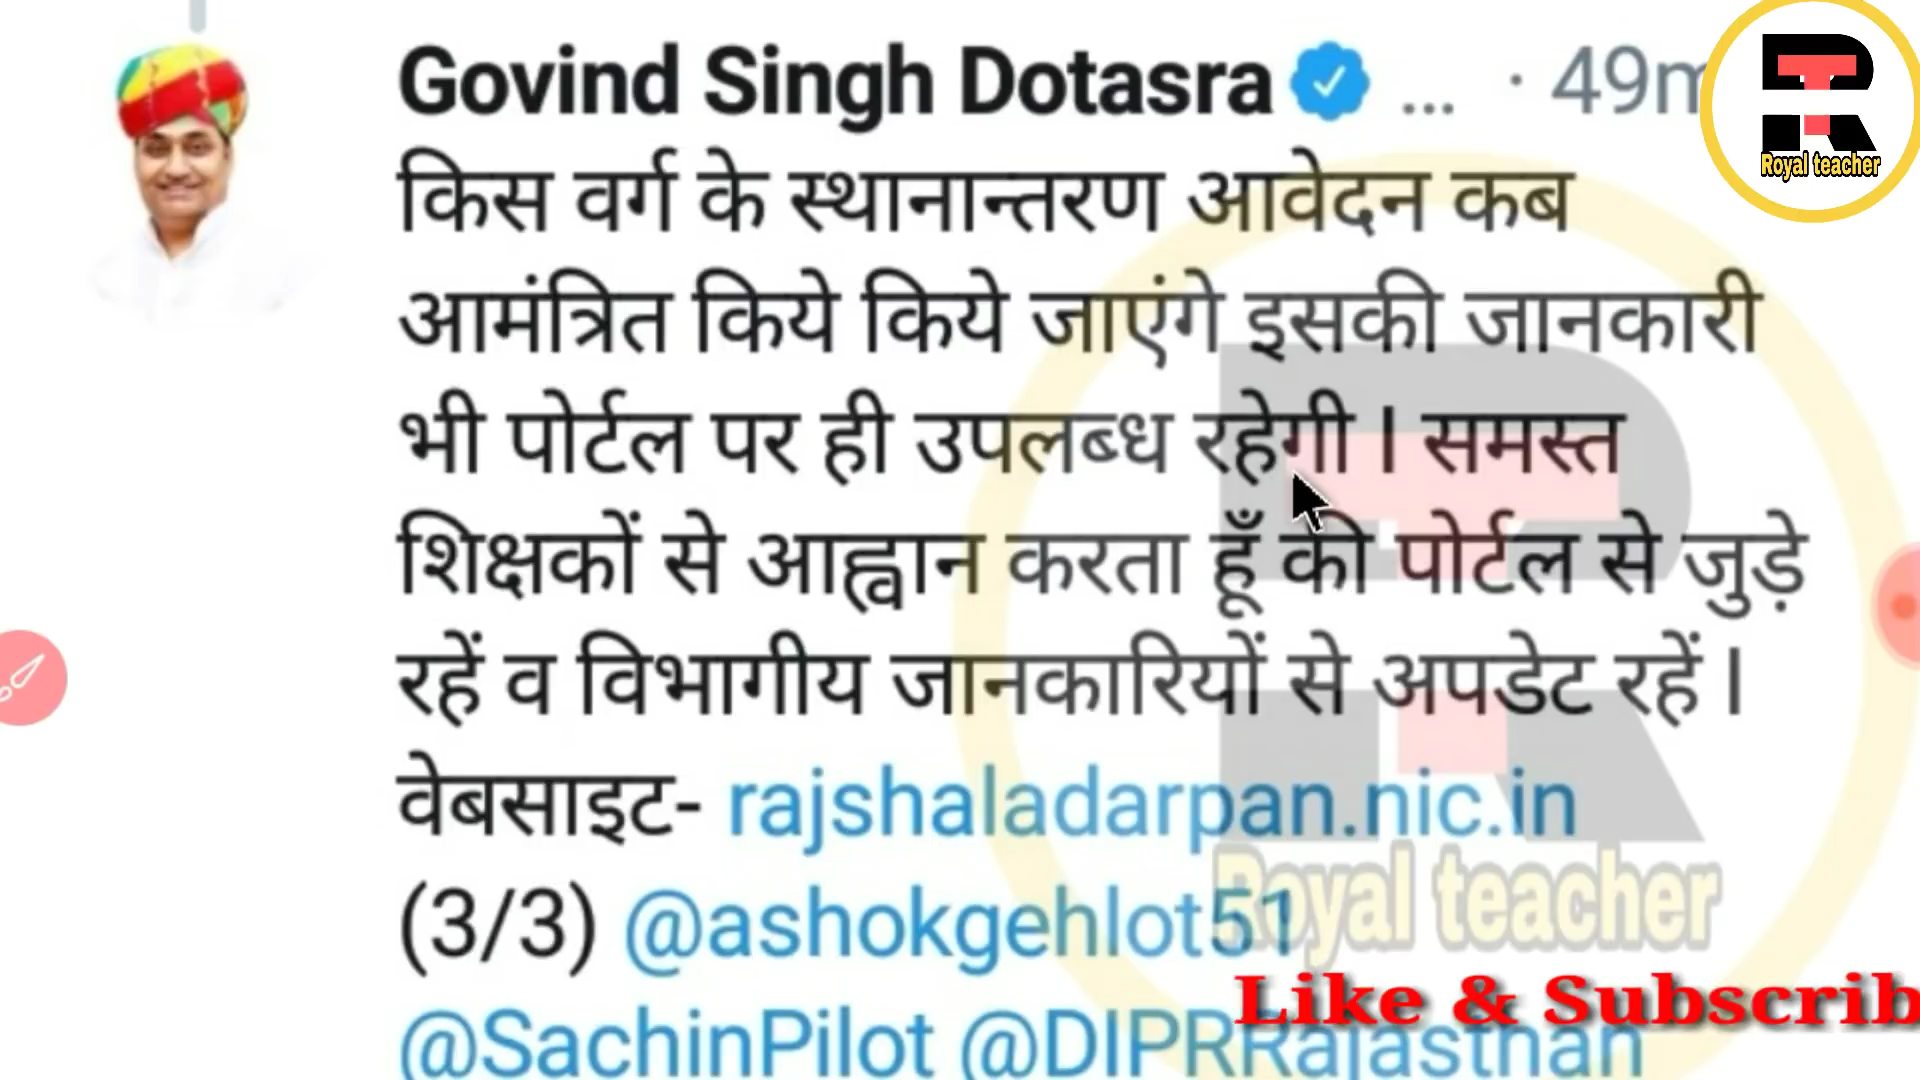 Govind Singh Dotasra ... · 49m
किस वर्ग के स्थानान्तरण आवेदन कब
आमंत्रित किये किये जाएंगे इसकी जानकारी
भी पोर्टल पर ही उपलब्ध रहेगी l समस्त
शिक्षकों से आह्वान करता हूँ की पोर्टल से जुड़े
रहें व विभागीय जानकारियों से अपडेट रहें l
वेबसाइट- rajshaladarpan.nic.in
(3/3) @ashokgehlot51
@SachinPilot @DIPRRajasthan
Royal teacher
Royal teacher
Like & Subscrib